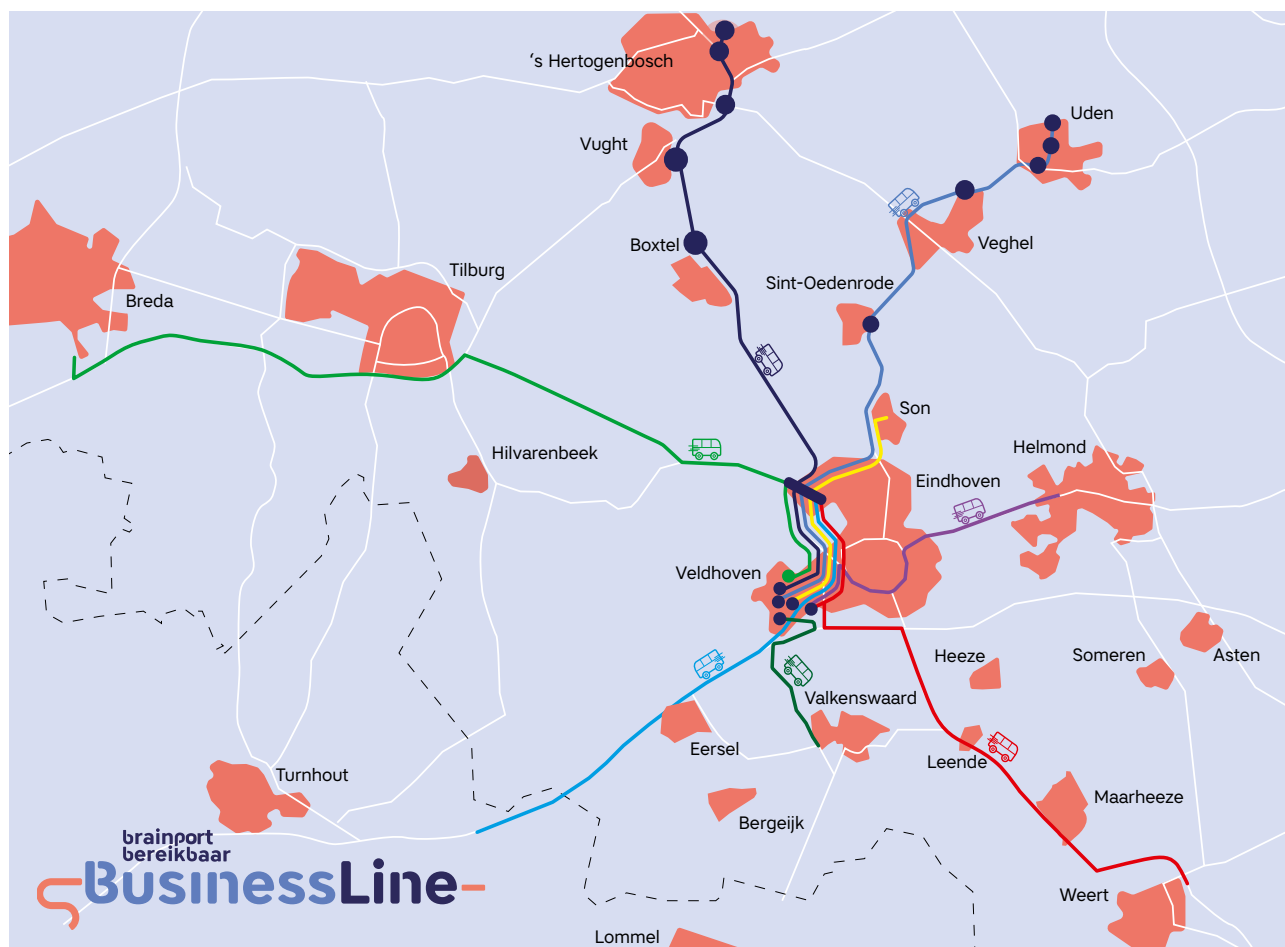 ‘s Hertogenbosch
Uden
Vught
Boxtel
Veghel
Tilburg
Sint-Oedenrode
Breda
Son
Hilvarenbeek
Helmond
Eindhoven
Veldhoven
Heeze
Someren
Asten
Valkenswaard
Eersel
Leende
Turnhout
Maarheeze
Bergeijk
brainport
bereikbaar
BusinessLine
Weert
Lommel